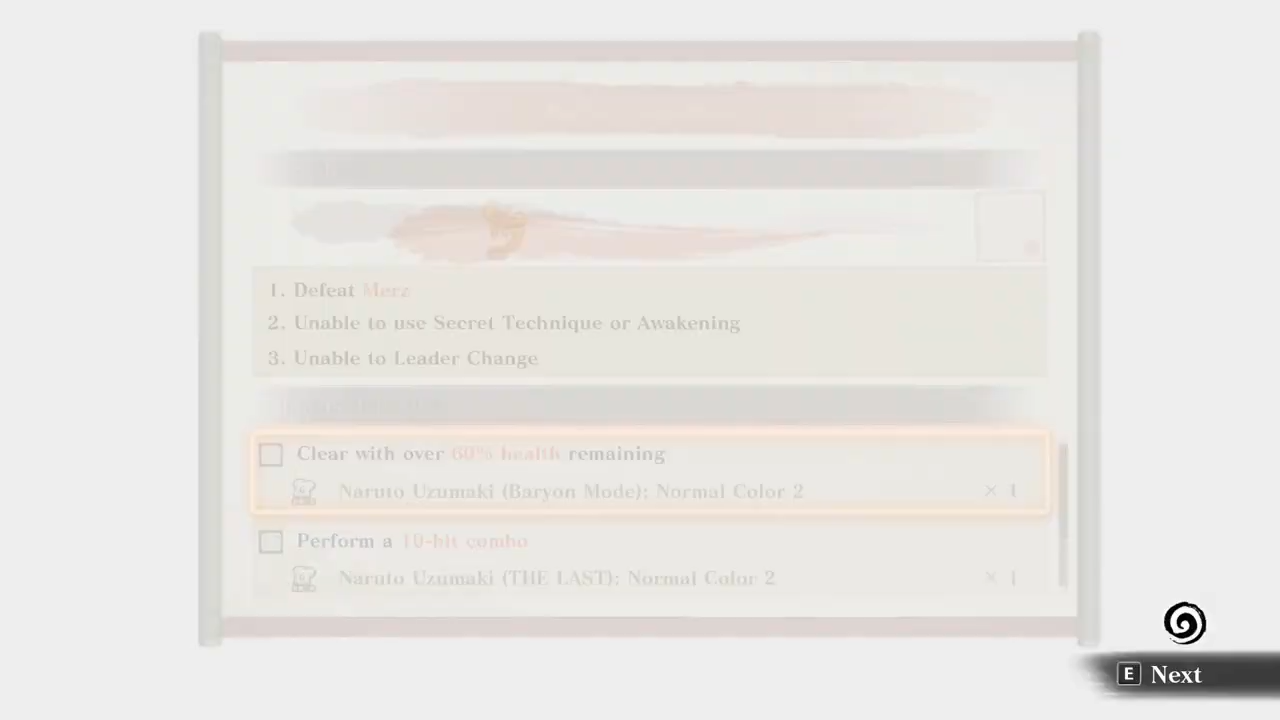 1. Defeat Merz
2. Unable to use Secret Technique or Awakening
3. Unable to Leader Change
Clear with over 60% health remaining
Naruto Uzumaki (Baryon Mode): Normal Color 2 × 1
Perform a 10-hit combo
Naruto Uzumaki (THE LAST): Normal Color 2 × 1
E Next